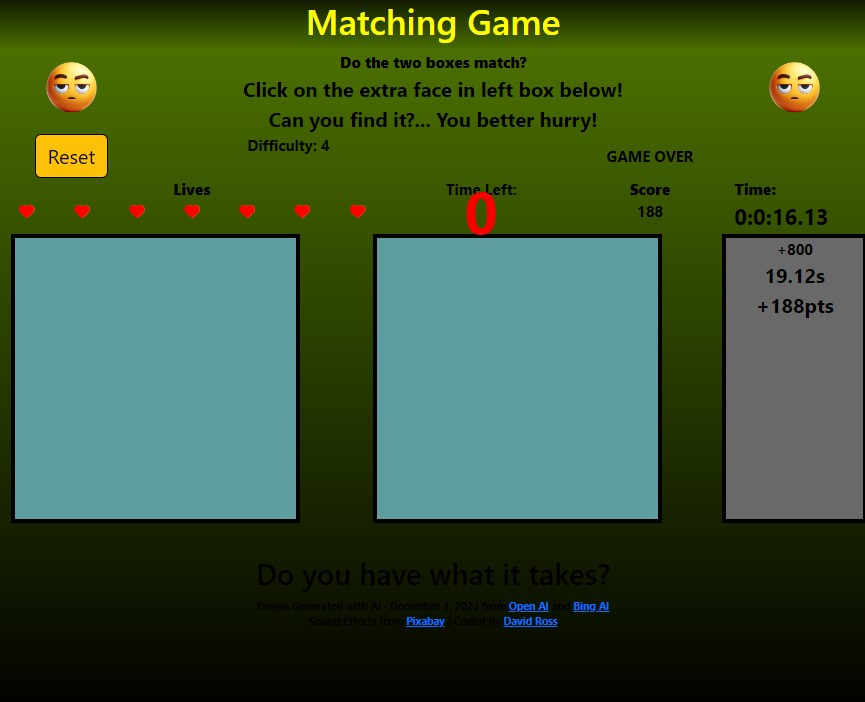 Matching Game
Do the two boxes match?
Click on the extra face in left box below!
Can you find it?... You better hurry!
Difficulty: 4
Reset
GAME OVER
Lives
Time Left:
Score
Time:
0
188
0:0:16.13
+800
19.12s
+188pts
Do you have what it takes?
Emojis Generated with AI - December 3, 2023 from Open AI and Bing AI
Sound Effects from Pixabay | Coded by David Ross